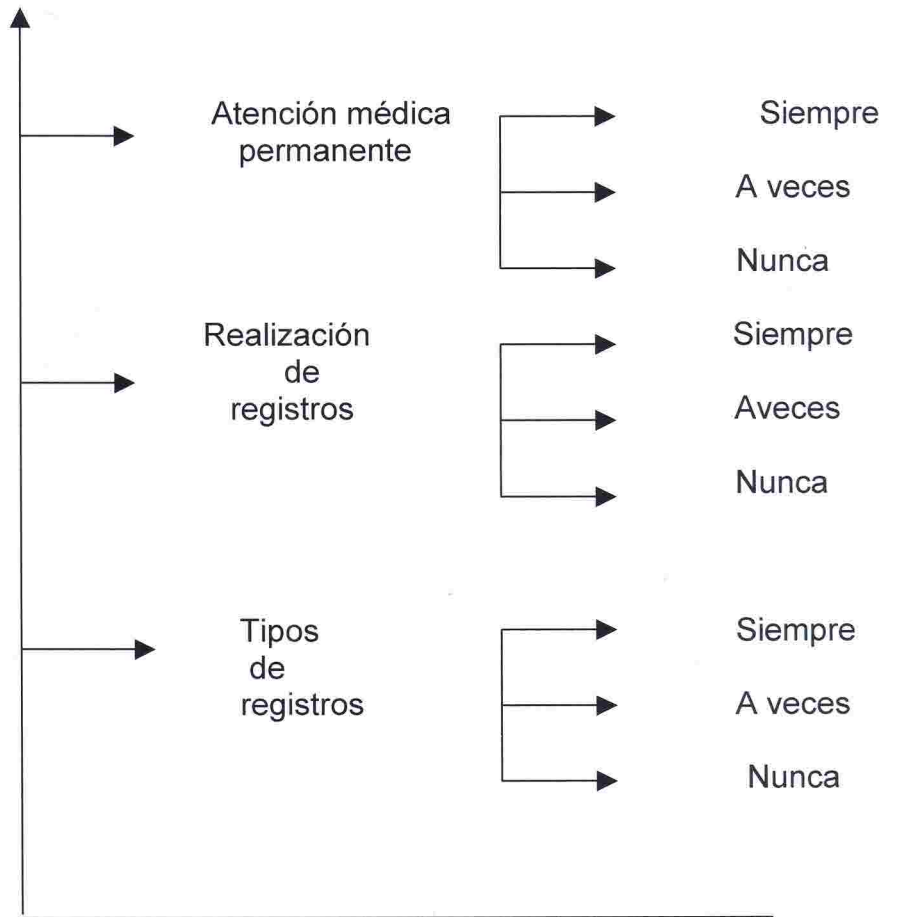 Atención médica
permanente
Siempre
A veces
Nunca
Realización
de
registros
Siempre
Aveces
Nunca
Tipos
de
registros
Siempre
A veces
Nunca